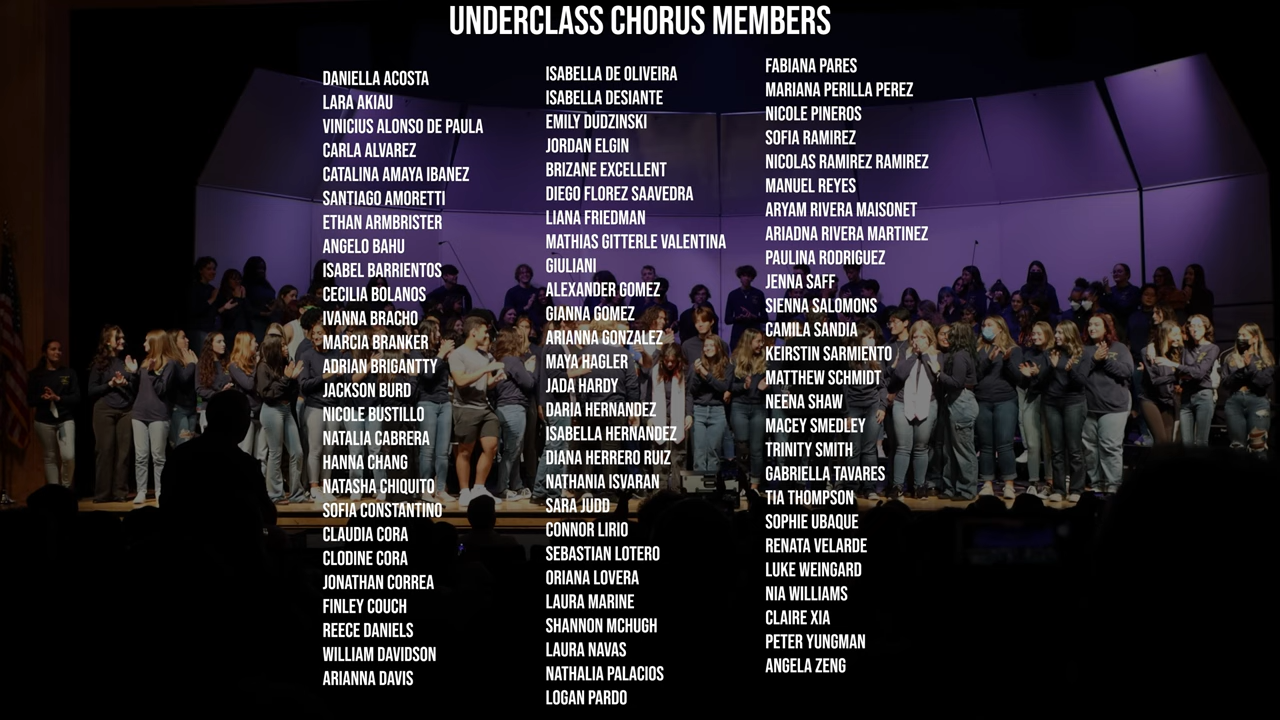 UNDERCLASS CHORUS MEMBERS
DANIELLA ACOSTA
LARA AKIAU
VINICIUS ALONSO DE PAULA
CARLA ALVAREZ
CATALINA AMAYA IBANEZ
SANTIAGO AMORETTI
ETHAN ARMBRISTER
ANGELO BAHU
ISABEL BARRIENTOS
CECILIA BOLANOS
IVANNA BRACHO
MARCIA BRANKER
ADRIAN BRIGANTTY
JACKSON BURD
NICOLE BUSTILLO
NATALIA CABRERA
HANNA CHANG
NATASHA CHIQUITO
SOFIA CONSTANTINO
CLAUDIA CORA
CLODINE CORA
JONATHAN CORREA
FINLEY COUCH
REECE DANIELS
WILLIAM DAVIDSON
ARIANNA DAVIS
ISABELLA DE OLIVEIRA
ISABELLA DESIANTE
EMILY DUDZINSKI
JORDAN ELGIN
BRIZANE EXCELLENT
DIEGO FLOREZ SAAVEDRA
LIANA FRIEDMAN
MATHIAS GITTERLE VALENTINA
GIULIANI
ALEXANDER GOMEZ
GIANNA GOMEZ
ARIANNA GONZALEZ
MAYA HAGLER
JADA HARDY
DARIA HERNANDEZ
ISABELLA HERNANDEZ
DIANA HERRERO RUIZ
NATHANIA ISVARAN
SARA JUDD
CONNOR LIRIO
SEBASTIAN LOTERO
ORIANA LOVERA
LAURA MARINE
SHANNON MCHUGH
LAURA NAVAS
NATHALIA PALACIOS
LOGAN PARDO
FABIANA PARES
MARIANA PERILLA PEREZ
NICOLE PINEROS
SOFIA RAMIREZ
NICOLAS RAMIREZ RAMIREZ
MANUEL REYES
ARYAM RIVERA MAISONET
ARIADNA RIVERA MARTINEZ
PAULINA RODRIGUEZ
JENNA SAFF
SIENNA SALOMONS
CAMILA SANDIA
KEIRSTIN SARMIENTO
MATTHEW SCHMIDT
NEENA SHAW
MACEY SMEDLEY
TRINITY SMITH
GABRIELLA TAVARES
TIA THOMPSON
SOPHIE UBAQUE
RENATA VELARDE
LUKE WEINGARD
NIA WILLIAMS
CLAIRE XIA
PETER YUNGMAN
ANGELA ZENG